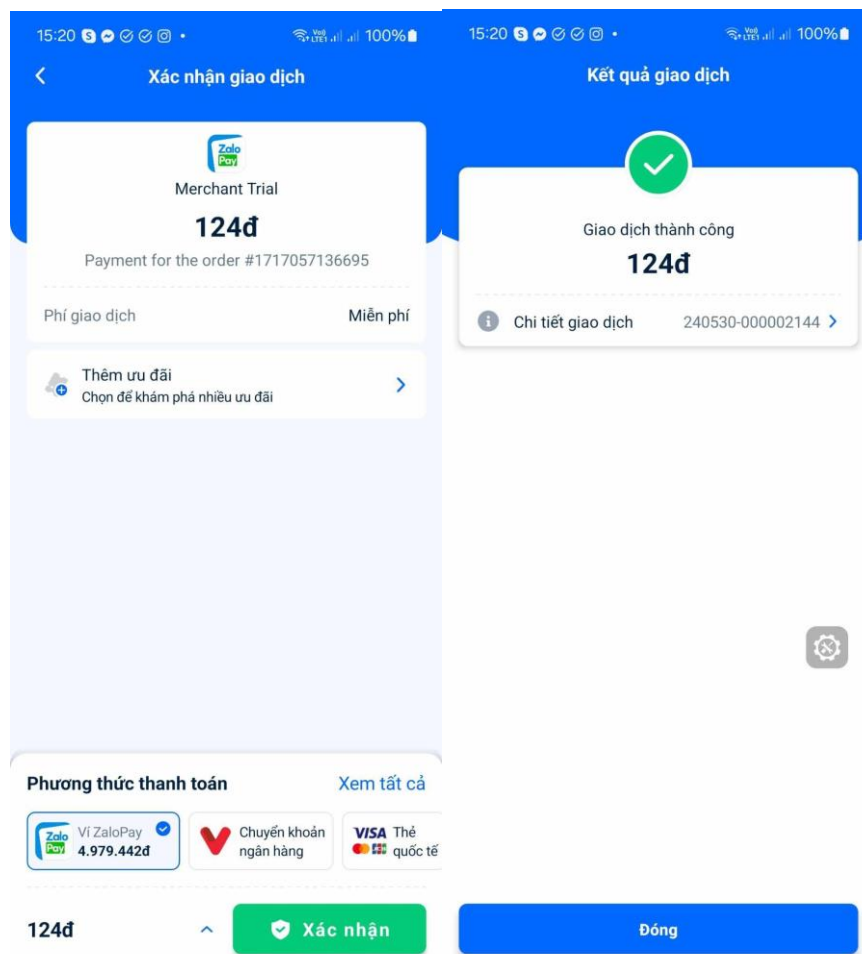 15:20
100%
Xác nhận giao dịch
Zalo
Pay
Merchant Trial
124đ
Payment for the order #1717057136695
Phí giao dịch Miễn phí
Thêm ưu đãi
Chọn để khám phá nhiều ưu đãi
Phương thức thanh toán Xem tất cả
Zalo
Pay
Ví ZaloPay
4.979.442đ
Chuyển khoản
ngân hàng
VISA Thẻ
quốc tế
124đ Xác nhận
15:20
100%
Kết quả giao dịch
Giao dịch thành công
124đ
Chi tiết giao dịch 240530-000002144
Đóng